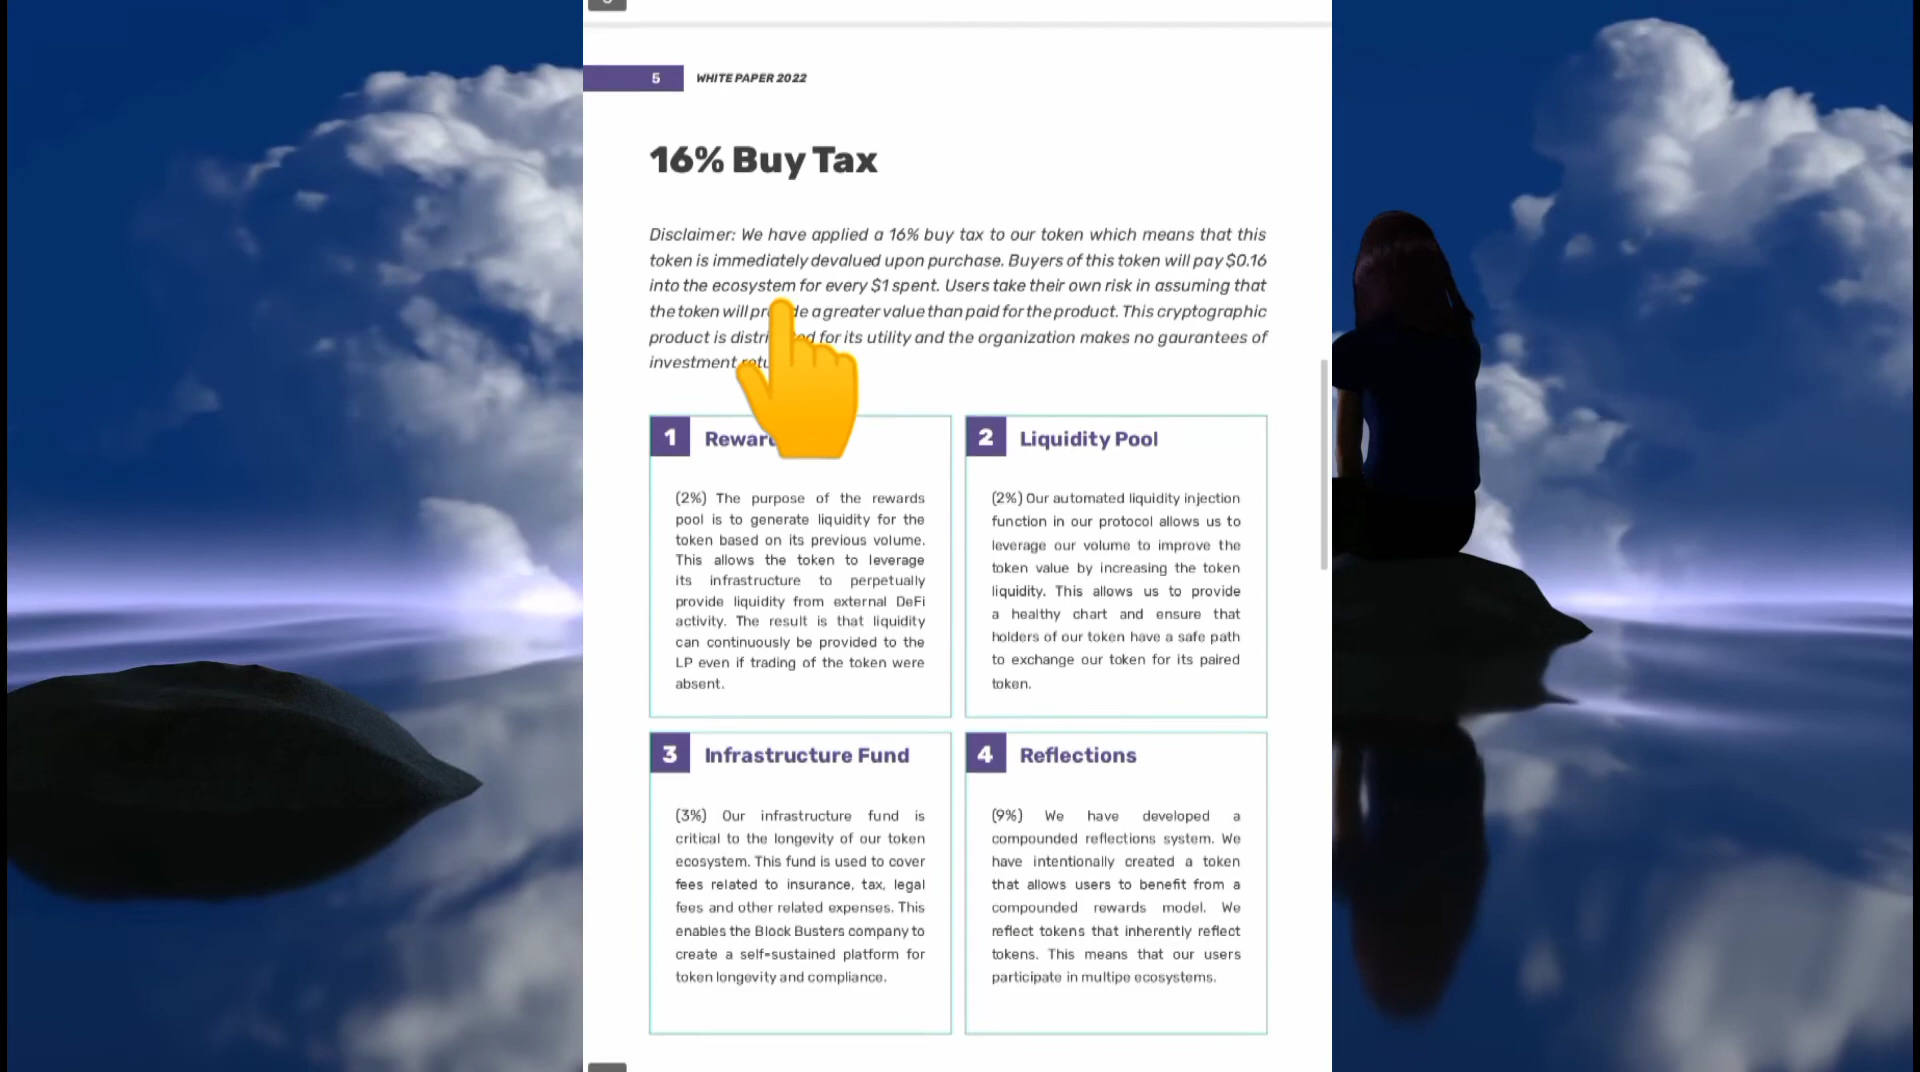 5 WHITE PAPER 2022
16% Buy Tax
Disclaimer: We have applied a 16% buy tax to our token which means that this
token is immediately devalued upon purchase. Buyers of this token will pay $0.16
into the ecosystem for every $1 spent. Users take their own risk in assuming that
the token will a greater value than paid for the product. This cryptographic
product is for its utility and the organization makes no gaurantees of
investment
1
(2%) The purpose of the rewards
pool is to generate liquidity for the
token based on its previous volume.
This allows the token to leverage
its infrastructure to perpetually
provide liquidity from external DeFi
activity. The result is that liquidity
can continuously be provided to the
LP even if trading of the token were
absent.
2 Liquidity Pool
(2%) Our automated liquidity injection
function in our protocol allows us to
leverage our volume to improve the
token value by increasing the token
liquidity. This allows us to provide
a healthy chart and ensure that
holders of our token have a safe path
to exchange our token for its paired
token.
3 Infrastructure Fund
(3%) Our infrastructure fund is
critical to the longevity of our token
ecosystem. This fund is used to cover
fees related to insurance, tax, legal
fees and other related expenses. This
enables the Block Busters company to
create a self-sustained platform for
token longevity and compliance.
4 Reflections
(9%) We have developed a
compounded reflections system. We
have intentionally created a token
that allows users to benefit from a
compounded rewards model. We
reflect tokens that inherently reflect
tokens. This means that our users
participate in multipe ecosystems.